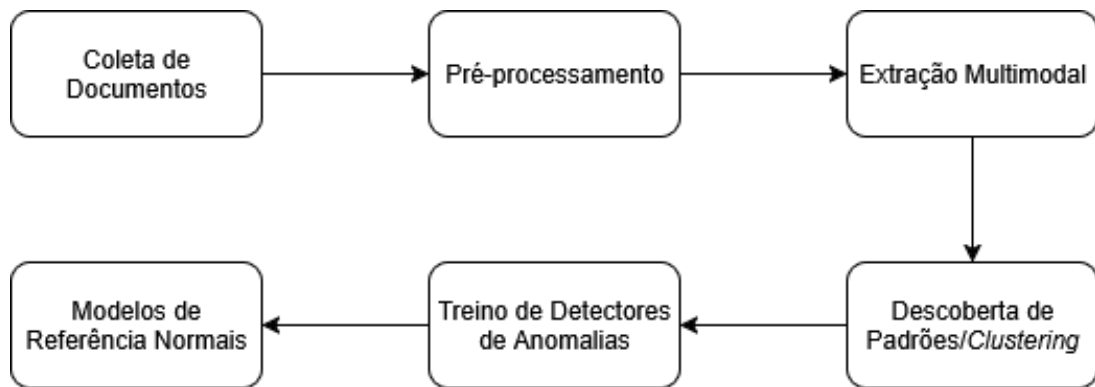 Coleta de
Documentos
Pré-processamento
Extração Multimodal
Descoberta de
Padrões/Clustering
Treino de Detectores
de Anomalias
Modelos de
Referência Normais